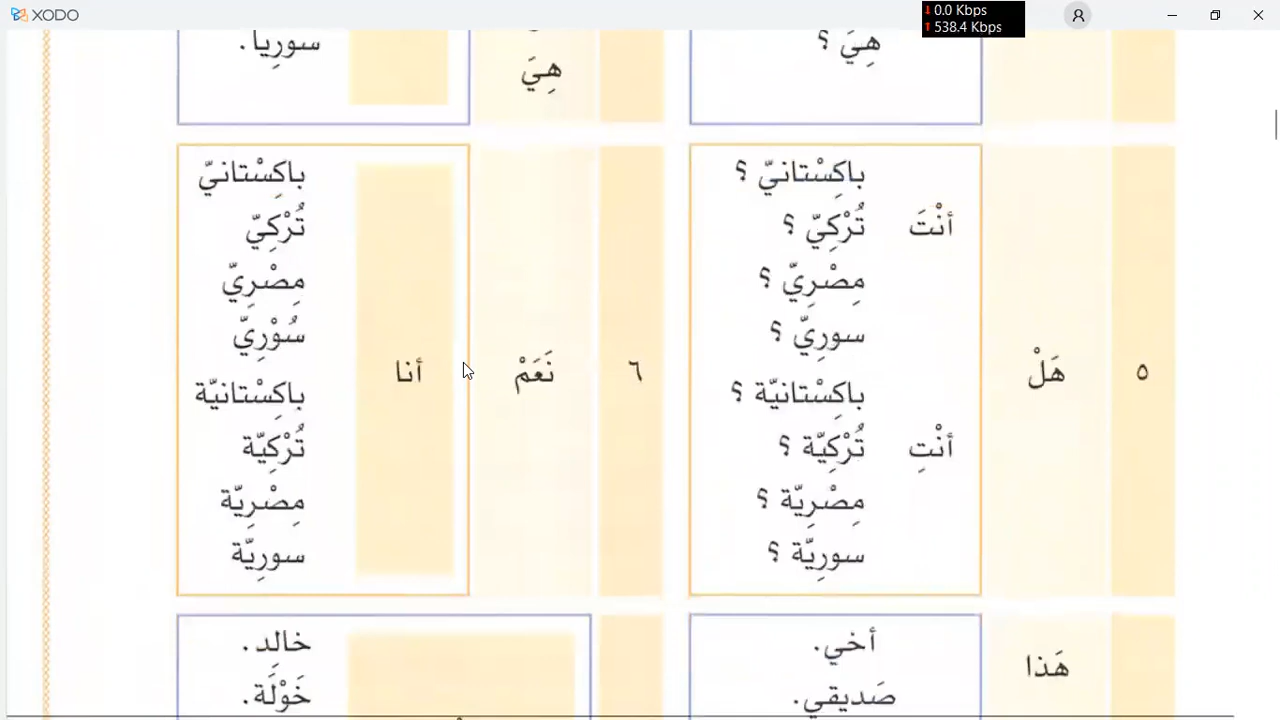 XODO
0.0 Kbps
538.4 Kbps
هِيَ ؟
هِيَ
سوريا.
٥
هَلْ
أنْتَ
باكِسْتانيّ ؟
تُرْكِيّ ؟
مِصْرِيّ ؟
سورِيّ ؟
أنْتِ
باكِسْتانيّة ؟
تُرْكِيّة ؟
مِصْرِيّة ؟
سورِيّة ؟
٦
نَعَمْ
أنا
باكِسْتانيّ
تُرْكِيّ
مِصْرِيّ
سُوْرِيّ
باكِسْتانيّة
تُرْكِيّة
مِصْرِيّة
سورِيّة
هَذا
أخي.
صَديقي.
خالد.
خَوْلَة.